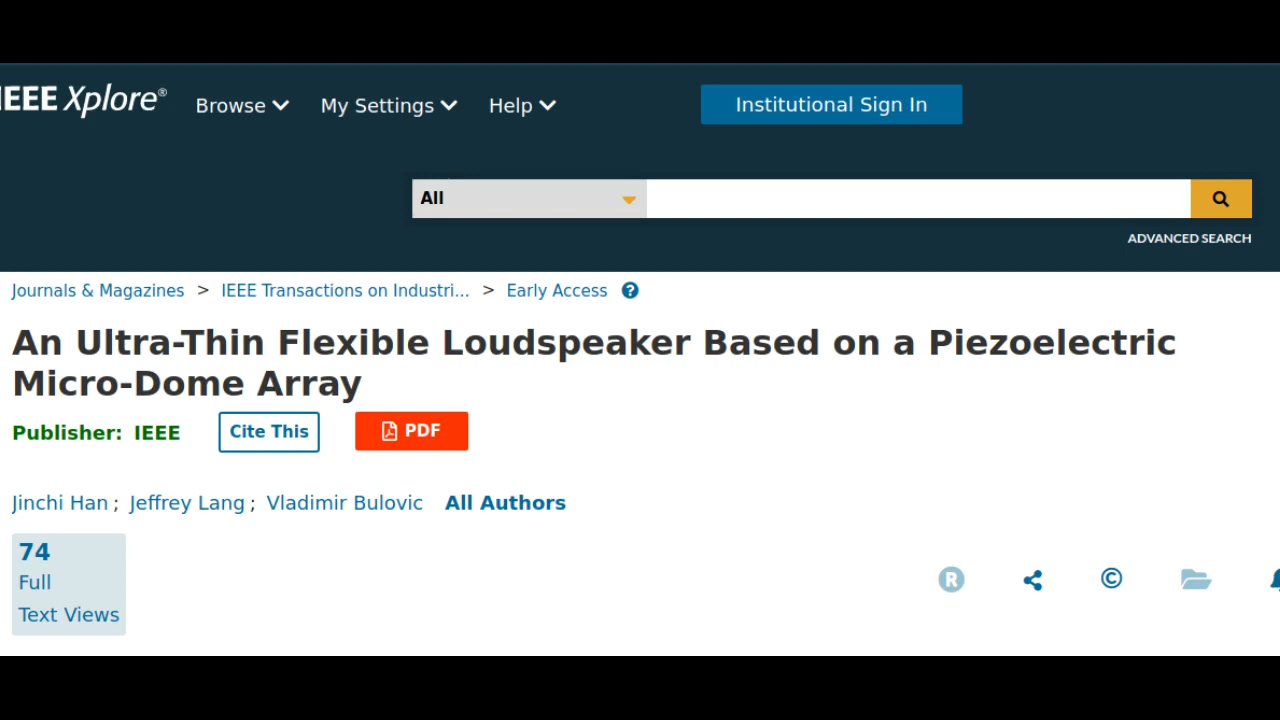 IEEE Xplore® Browse My Settings Help Institutional Sign In
All
ADVANCED SEARCH
Journals & Magazines > IEEE Transactions on Industri... > Early Access ?
An Ultra-Thin Flexible Loudspeaker Based on a Piezoelectric
Micro-Dome Array
Publisher: IEEE Cite This PDF
Jinchi Han ; Jeffrey Lang ; Vladimir Bulovic All Authors
74
Full
Text Views
R ©